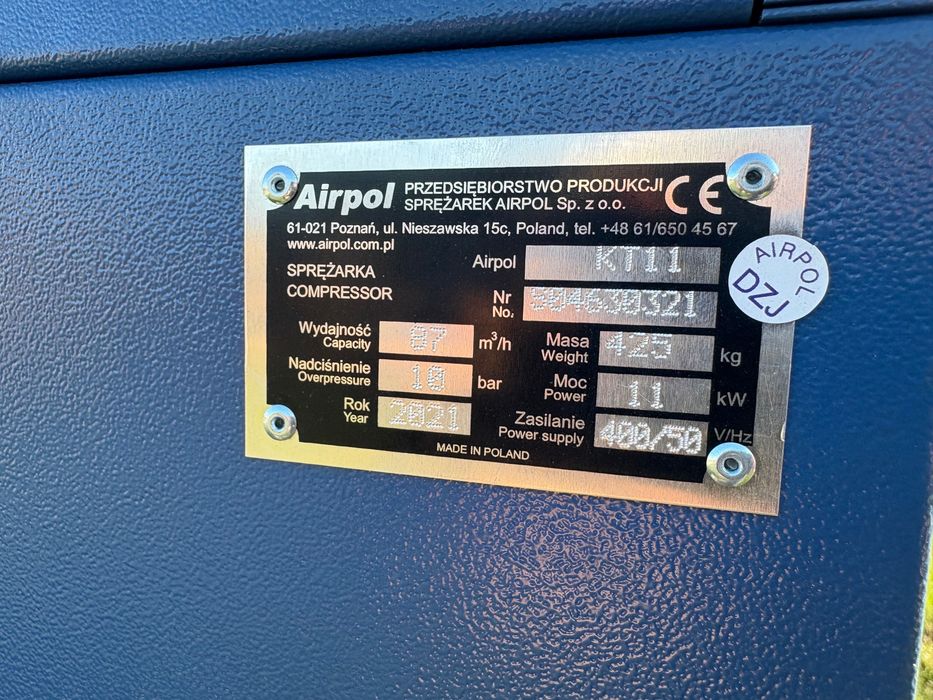 Airpol PRZEDSIĘBIORSTWO PRODUKCJI CE
SPRĘŻAREK AIRPOL Sp. z o.o.
61-021 Poznań, ul. Nieszawska 15c, Poland, tel. +48 61/650 45 67
www.airpol.com.pl
Airpol KT11
SPRĘŻARKA
COMPRESSOR
Nr
No. 504630321
Wydajność
Capacity 87 m³/h
Masa
Weight 425 kg
Nadciśnienie
Overpressure 10 bar
Moc
Power 11 kW
Rok
Year 2021
Zasilanie
Power supply 400/50 V/Hz
MADE IN POLAND
AIRPOL
DZJ